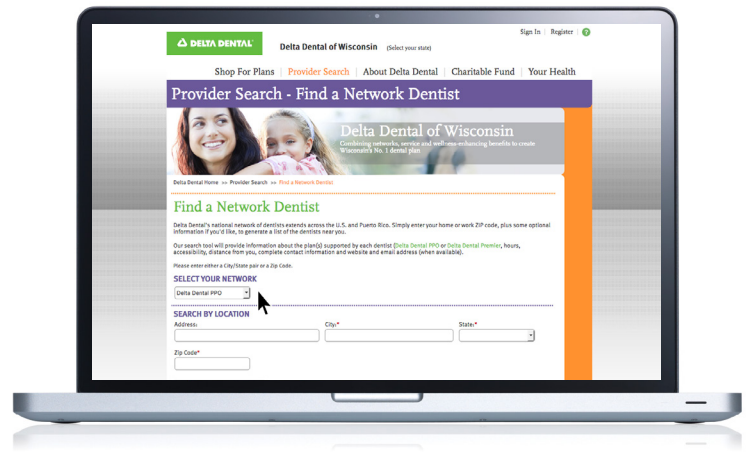 Sign In | Register | ?
DELTA DENTAL
Delta Dental of Wisconsin (Select your state)
Shop For Plans | Provider Search | About Delta Dental | Charitable Fund | Your Health
Provider Search - Find a Network Dentist
Delta Dental of Wisconsin
Combining networks, service and wellness-enhancing benefits to create
Wisconsin's No. 1 dental plan
Delta Dental Home >> Provider Search >> Find a Network Dentist
Find a Network Dentist
Delta Dental's national network of dentists extends across the U.S. and Puerto Rico. Simply enter your home or work ZIP code, plus some optional
information if you'd like, to generate a list of the dentists near you.
Our search tool will provide information about the plan(s) supported by each dentist (Delta Dental PPO or Delta Dental Premier, hours,
accessibility, distance from you, complete contact information and website and email address (when available).
Please enter either a City/State pair or a Zip Code.
SELECT YOUR NETWORK
Delta Dental PPO
SEARCH BY LOCATION
Address: City:* State:*
Zip Code*